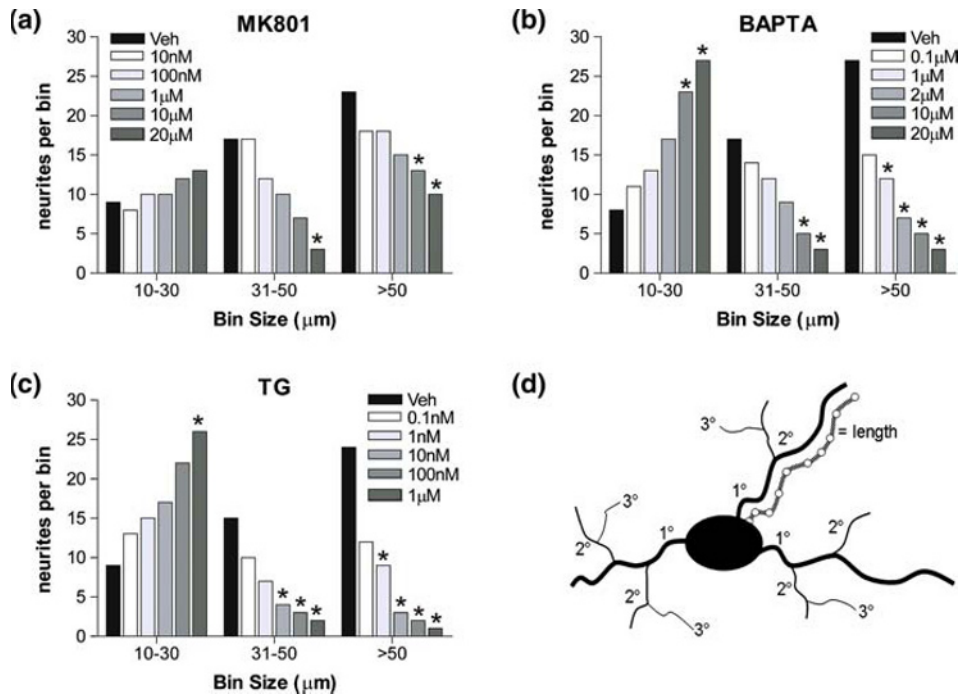 (a)
MK801
neurites per bin
30
25
20
15
10
5
0
Veh
10nM
100nM
1μM
10μM
20μM
*
*
*
10-30
31-50
>50
Bin Size (μm)
(b)
BAPTA
neurites per bin
30
25
20
15
10
5
0
Veh
0.1μM
1μM
2μM
10μM
20μM
*
*
*
*
*
*
*
*
10-30
31-50
>50
Bin Size (μm)
(c)
TG
neurites per bin
30
25
20
15
10
5
0
Veh
0.1nM
1nM
10nM
100nM
1μM
*
*
*
*
*
*
*
*
10-30
31-50
>50
Bin Size (μm)
(d)
3°
2°
= length
1°
3°
2°
1°
1°
2°
2°
3°
2°
3°